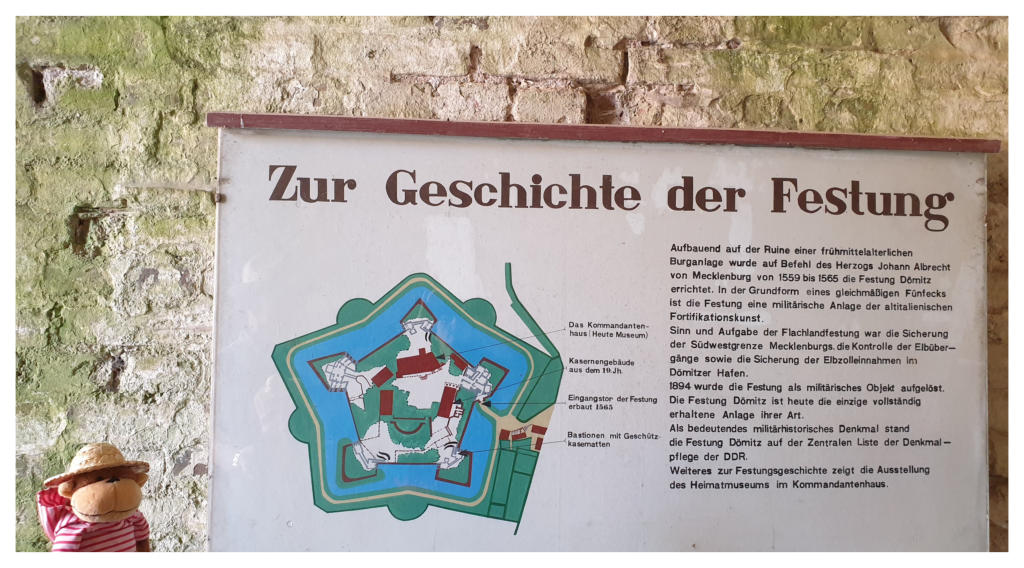 Zur Geschichte der Festung
Aufbauend auf der Ruine einer frühmittelalterlichen
Burganlage wurde auf Befehl des Herzogs Johann Albrecht
von Mecklenburg von 1559 bis 1565 die Festung Dömitz
errichtet. In der Grundform eines gleichmäßigen Fünfecks
ist die Festung eine militärische Anlage der altitalienischen
Fortifikationskunst.
Sinn und Aufgabe der Flachlandfestung war die Sicherung
der Südwestgrenze Mecklenburgs, die Kontrolle der Elbüber-
gänge sowie die Sicherung der Elbzolleinnahmen im
Dömitzer Hafen.
1894 wurde die Festung als militärisches Objekt aufgelöst.
Die Festung Dömitz ist heute die einzige vollständig
erhaltene Anlage ihrer Art.
Als bedeutendes militärhistorisches Denkmal stand
die Festung Dömitz auf der Zentralen Liste der Denkmal-
pflege der DDR.
Weiteres zur Festungsgeschichte zeigt die Ausstellung
des Heimatmuseums im Kommandantenhaus.
Das Kommandanten-
haus (Heute Museum)
Kasernengebäude
aus dem 19.Jh.
Eingangstor der Festung
erbaut 1565
Bastionen mit Geschütz-
kasematten